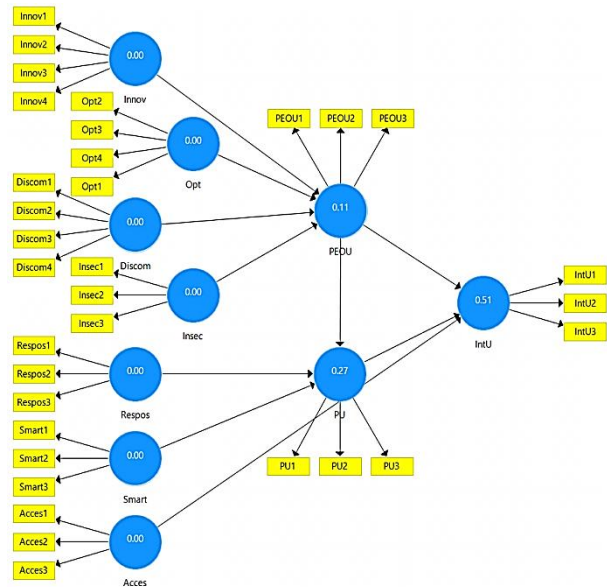 Innov1
Innov2
Innov3
Innov4
0.00
Innov
Opt2
Opt3
Opt4
Opt1
0.00
Opt
PEOU1
PEOU2
PEOU3
0.11
PEOU
Discom1
Discom2
Discom3
Discom4
0.00
Discom
Insec1
Insec2
Insec3
0.00
Insec
0.51
IntU
IntU1
IntU2
IntU3
Respos1
Respos2
Respos3
0.00
Respos
0.27
PU
PU1
PU2
PU3
Smart1
Smart2
Smart3
0.00
Smart
Acces1
Acces2
Acces3
0.00
Acces